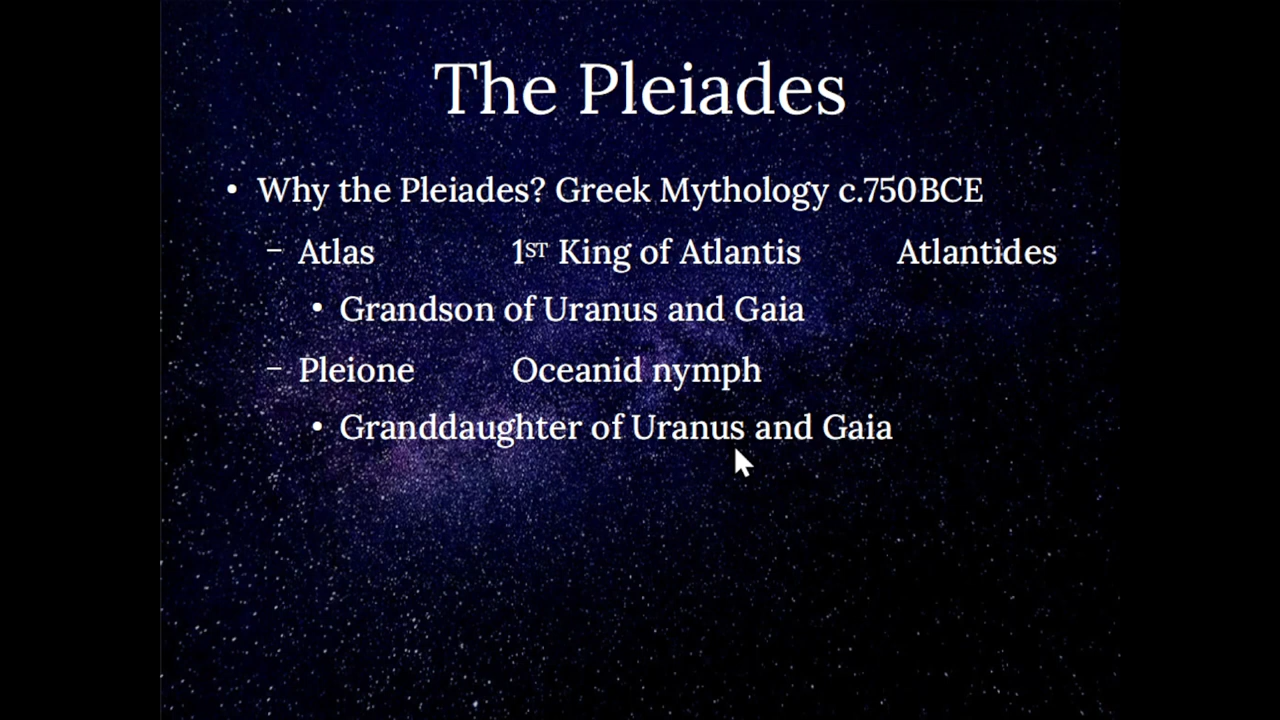 The Pleiades
• Why the Pleiades? Greek Mythology c.750BCE
– Atlas 1ST King of Atlantis Atlantides
• Grandson of Uranus and Gaia
– Pleione Oceanid nymph
• Granddaughter of Uranus and Gaia